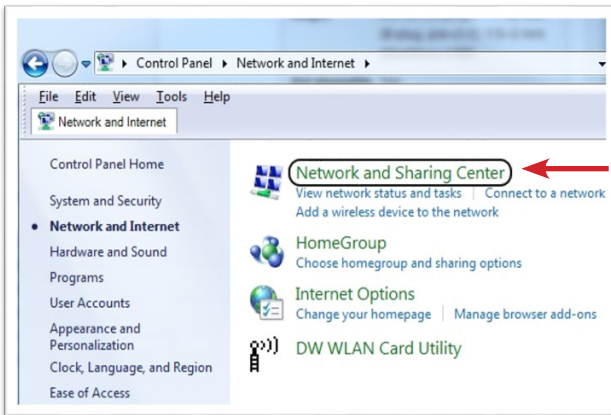 Control Panel ▸ Network and Internet ▸
File Edit View Tools Help
Network and Internet
Control Panel Home
System and Security
Network and Internet
Hardware and Sound
Programs
User Accounts
Appearance and
Personalization
Clock, Language, and Region
Ease of Access
Network and Sharing Center
View network status and tasks | Connect to a network
Add a wireless device to the network
HomeGroup
Choose homegroup and sharing options
Internet Options
Change your homepage | Manage browser add-ons
DW WLAN Card Utility